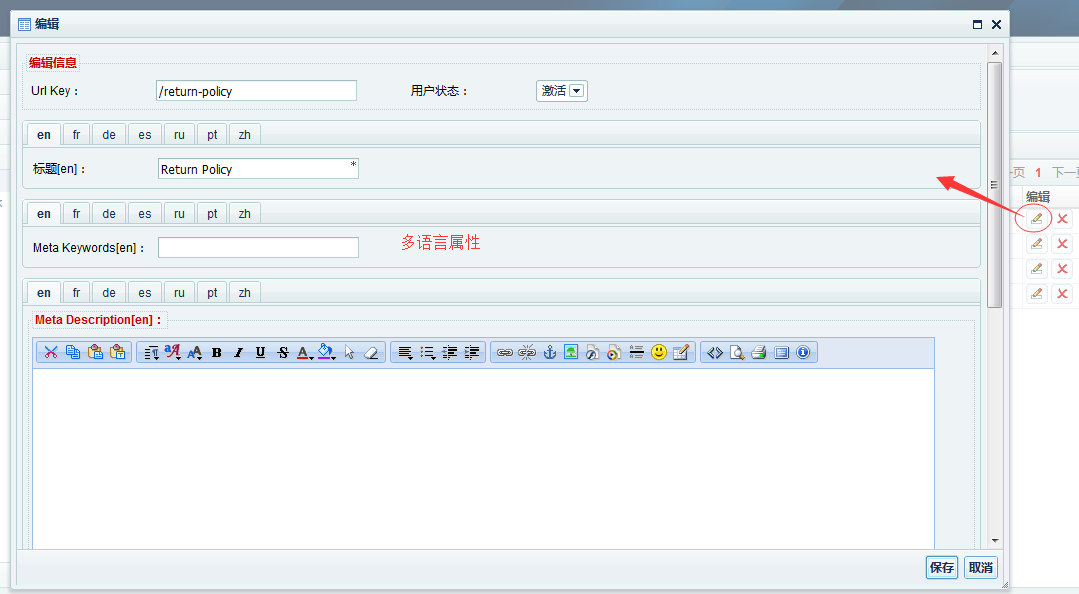 编辑
编辑信息
Url Key：
/return-policy
用户状态：
激活
en fr de es ru pt zh
标题[en]：
Return Policy
*
en fr de es ru pt zh
Meta Keywords[en]：
多语言属性
en fr de es ru pt zh
Meta Description[en]：
保存
取消
页 1 下一
编辑